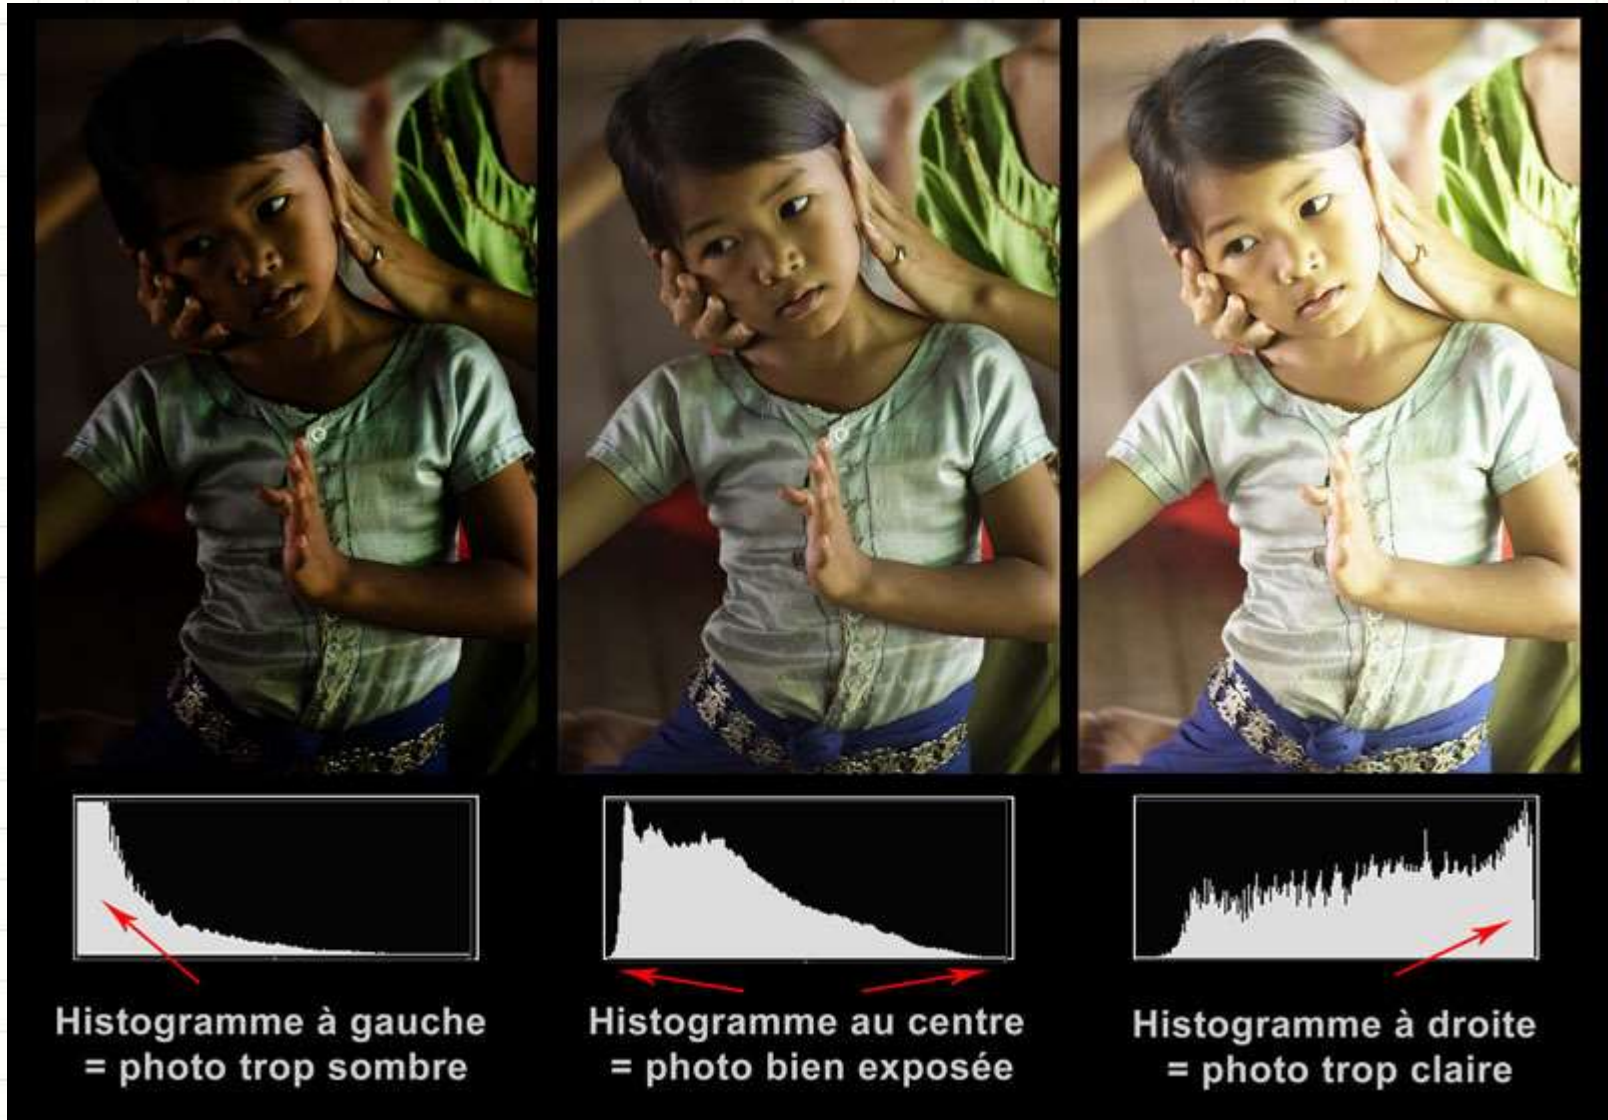 Histogramme à gauche
= photo trop sombre
Histogramme au centre
= photo bien exposée
Histogramme à droite
= photo trop claire